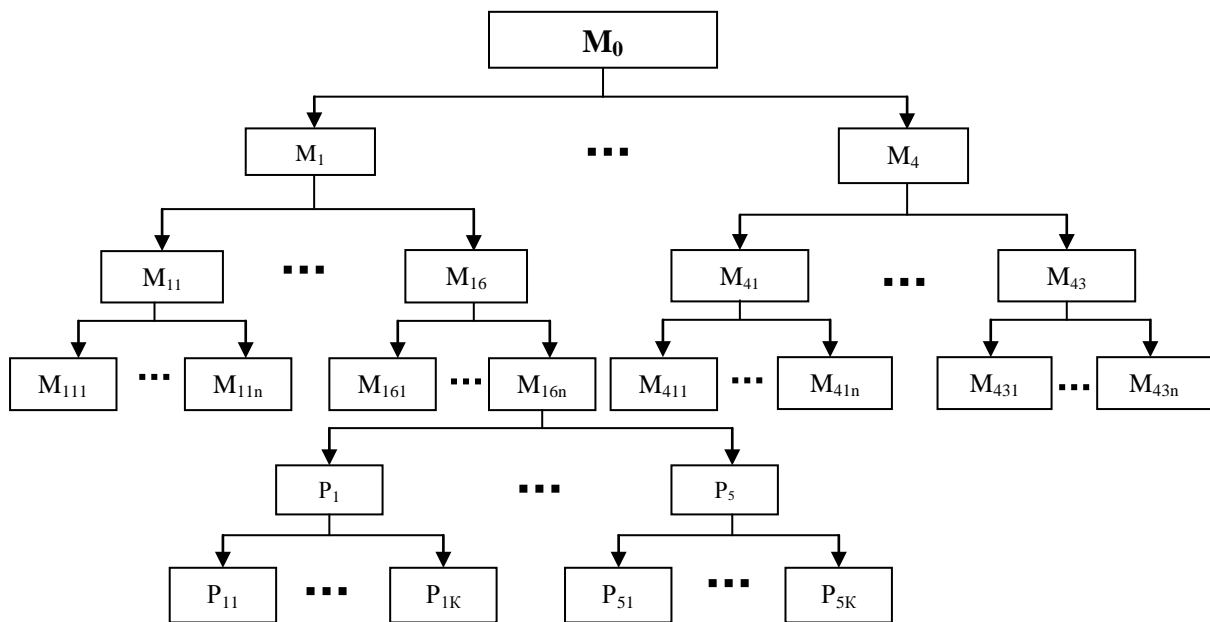 M₀
M₁ ... M₄
M₁₁ ... M₁₆ M₄₁ ... M₄₃
M₁₁₁ ... M₁₁ₙ M₁₆₁ ... M₁₆ₙ M₄₁₁ ... M₄₁ₙ M₄₃₁ ... M₄₃ₙ
P₁ ... P₅
P₁₁ ... P₁K P₅₁ ... P₅K